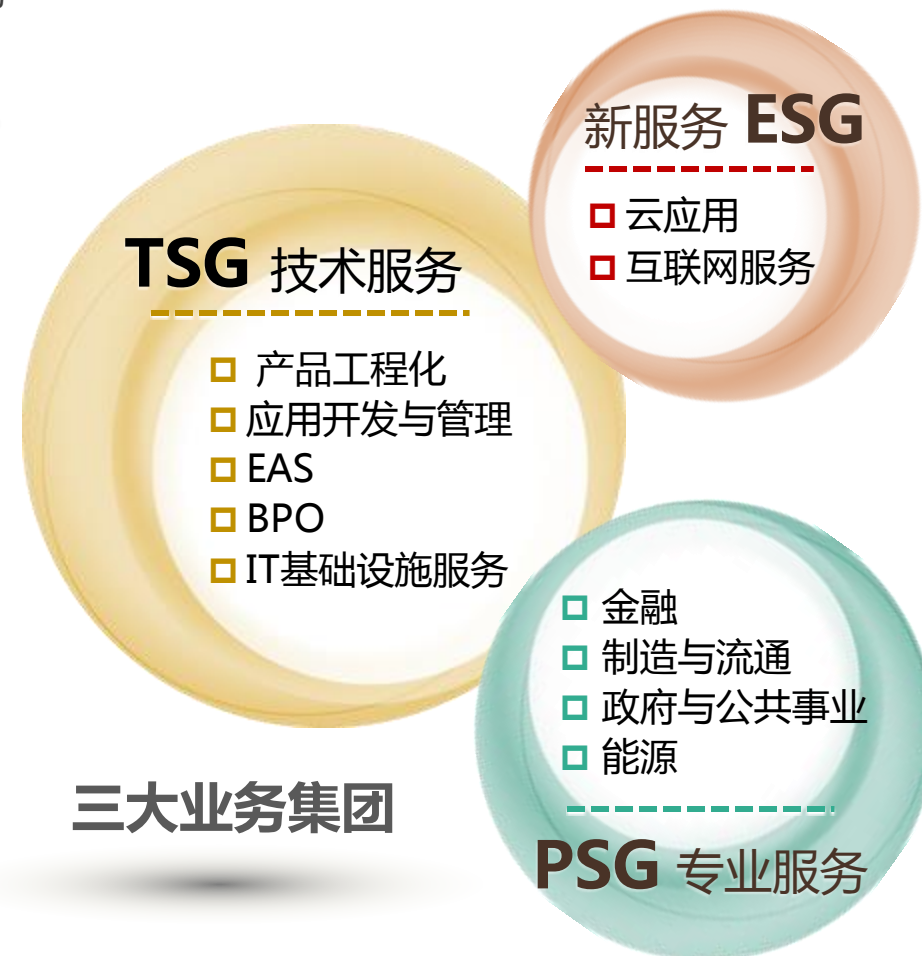 新服务 ESG
云应用
互联网服务
TSG 技术服务
产品工程化
应用开发与管理
EAS
BPO
IT基础设施服务
金融
制造与流通
政府与公共事业
能源
PSG 专业服务
三大业务集团